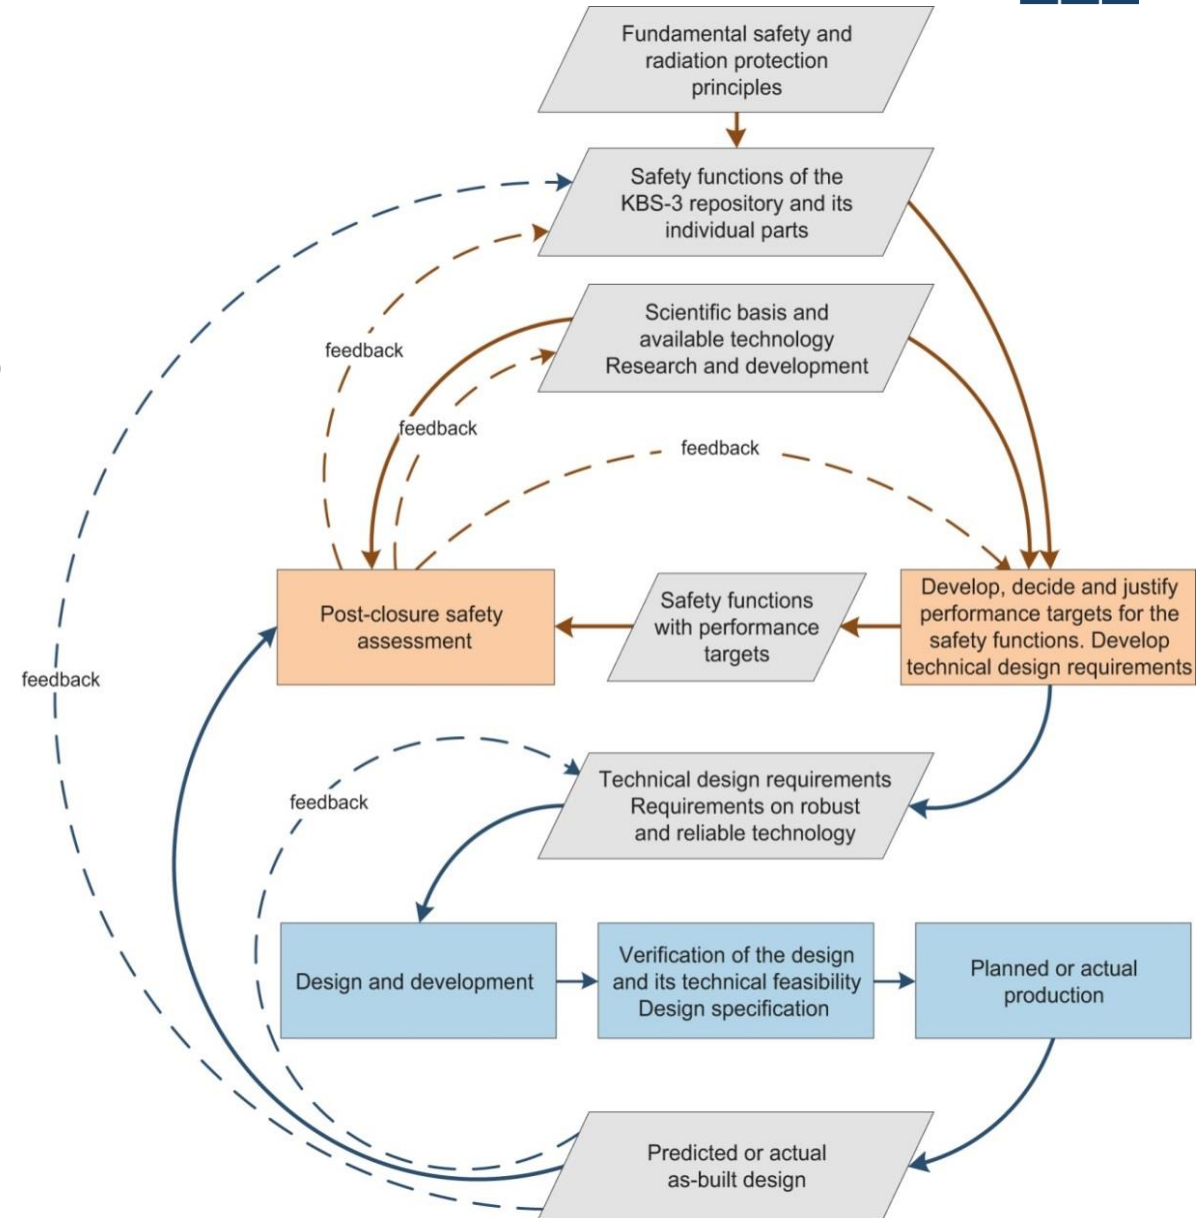 Fundamental safety and
radiation protection
principles
Safety functions of the
KBS-3 repository and its
individual parts
Scientific basis and
available technology
Research and development
feedback
feedback
feedback
Post-closure safety
assessment
Safety functions
with performance
targets
Develop, decide and justify
performance targets for the
safety functions. Develop
technical design requirements
feedback
Technical design requirements
Requirements on robust
and reliable technology
feedback
Design and development
Verification of the design
and its technical feasibility
Design specification
Planned or actual
production
Predicted or actual
as-built design